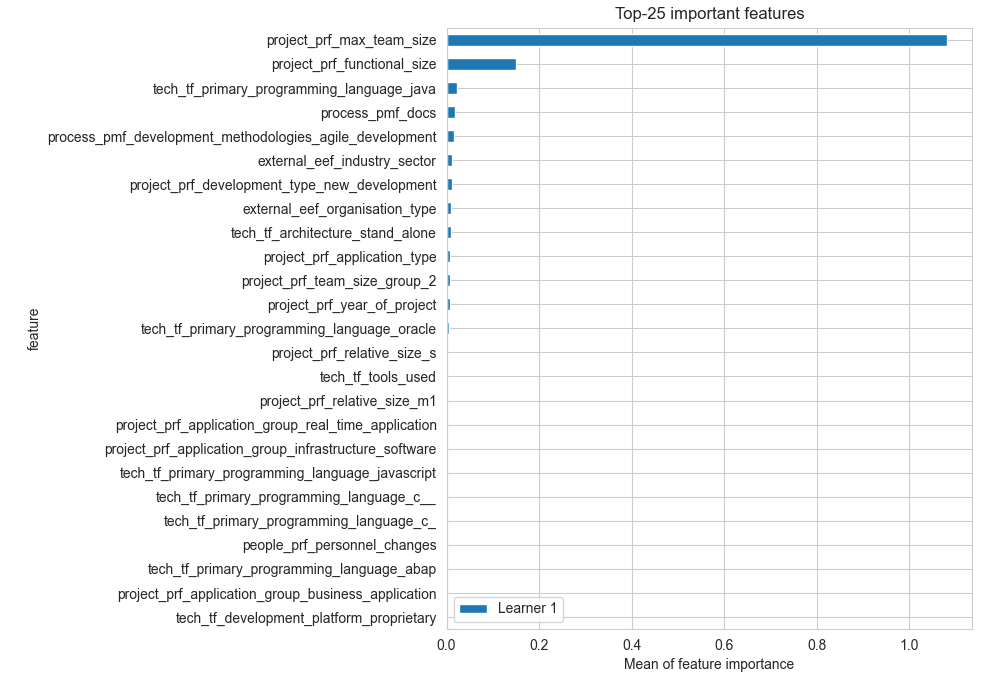 Top-25 important features
feature
project_prf_max_team_size
project_prf_functional_size
tech_tf_primary_programming_language_java
process_pmf_docs
process_pmf_development_methodologies_agile_development
external_eef_industry_sector
project_prf_development_type_new_development
external_eef_organisation_type
tech_tf_architecture_stand_alone
project_prf_application_type
project_prf_team_size_group_2
project_prf_year_of_project
tech_tf_primary_programming_language_oracle
project_prf_relative_size_s
tech_tf_tools_used
project_prf_relative_size_m1
project_prf_application_group_real_time_application
project_prf_application_group_infrastructure_software
tech_tf_primary_programming_language_javascript
tech_tf_primary_programming_language_c__
tech_tf_primary_programming_language_c_
people_prf_personnel_changes
tech_tf_primary_programming_language_abap
project_prf_application_group_business_application
tech_tf_development_platform_proprietary
Learner 1
0.0 0.2 0.4 0.6 0.8 1.0
Mean of feature importance